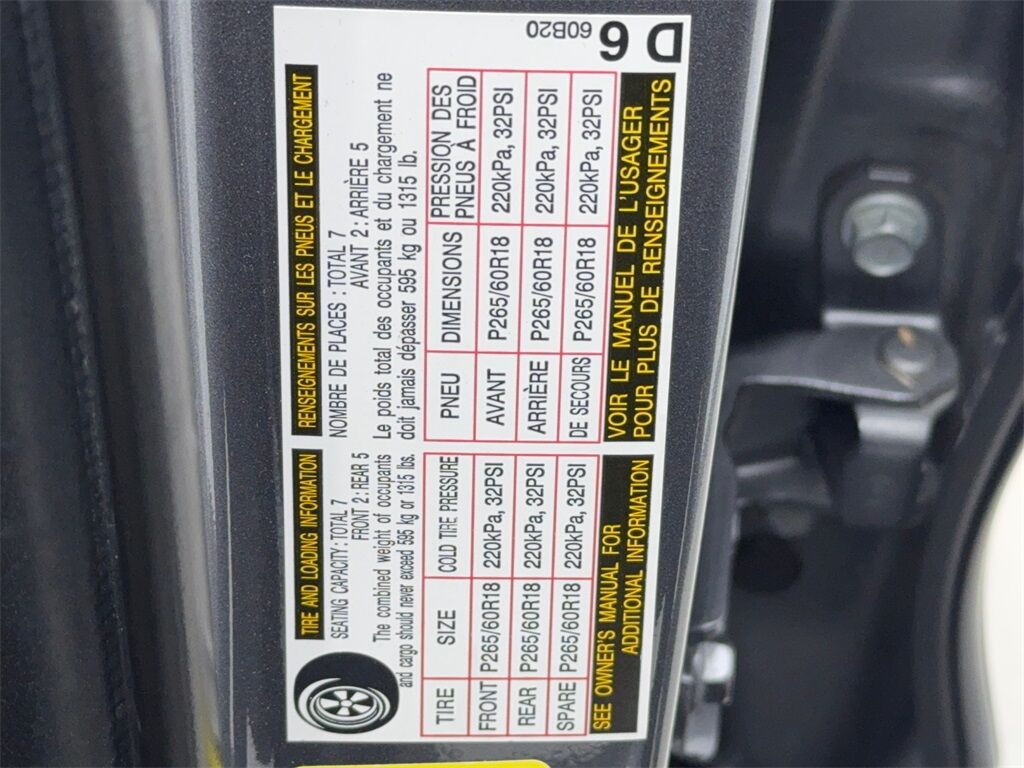 TIRE AND LOADING INFORMATION
SEATING CAPACITY: TOTAL 7
FRONT 2: REAR 5
The combined weight of occupants
and cargo should never exceed 595 kg or 1315 lbs.
TIRE SIZE COLD TIRE PRESSURE
FRONT P265/60R18 220kPa, 32PSI
REAR P265/60R18 220kPa, 32PSI
SPARE P265/60R18 220kPa, 32PSI
SEE OWNER'S MANUAL FOR
ADDITIONAL INFORMATION
RENSEIGNEMENTS SUR LES PNEUS ET LE CHARGEMENT
NOMBRE DE PLACES : TOTAL 7
AVANT 2 : ARRIÈRE 5
Le poids total des occupants et du chargement ne
doit jamais dépasser 595 kg ou 1315 lb.
PNEU DIMENSIONS PRESSION DES
PNEUS À FROID
AVANT P265/60R18 220kPa, 32PSI
ARRIÈRE P265/60R18 220kPa, 32PSI
DE SECOURS P265/60R18 220kPa, 32PSI
VOIR LE MANUEL DE L'USAGER
POUR PLUS DE RENSEIGNEMENTS
D 6 60B20